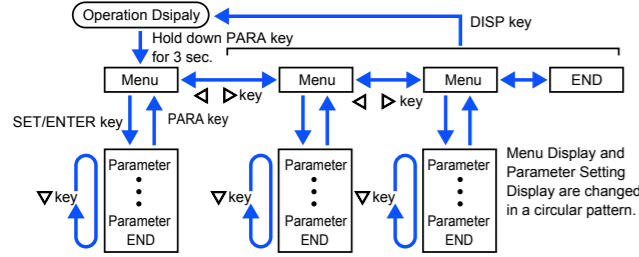 Operation Dsipaly
DISP key
Hold down PARA key
for 3 sec.
Menu
Menu
Menu
END
◁ ▷ key
◁ ▷ key
SET/ENTER key
PARA key
▽ key
Parameter
Parameter
END
▽ key
Parameter
Parameter
END
▽ key
Parameter
Parameter
END
Menu Display and
Parameter Setting
Display are changed
in a circular pattern.